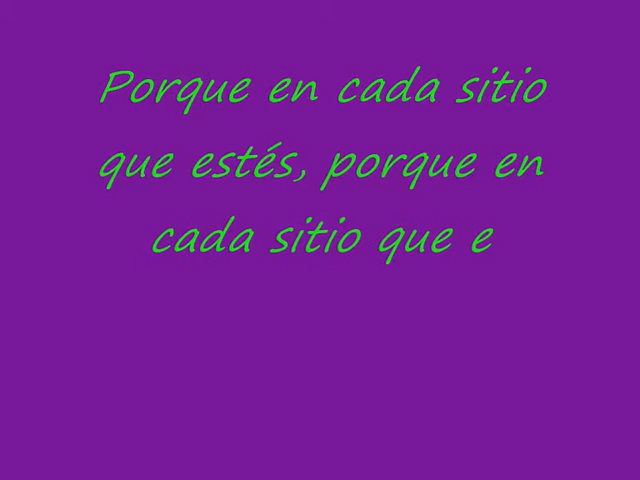 Porque en cada sitio
que estés, porque en
cada sitio que e